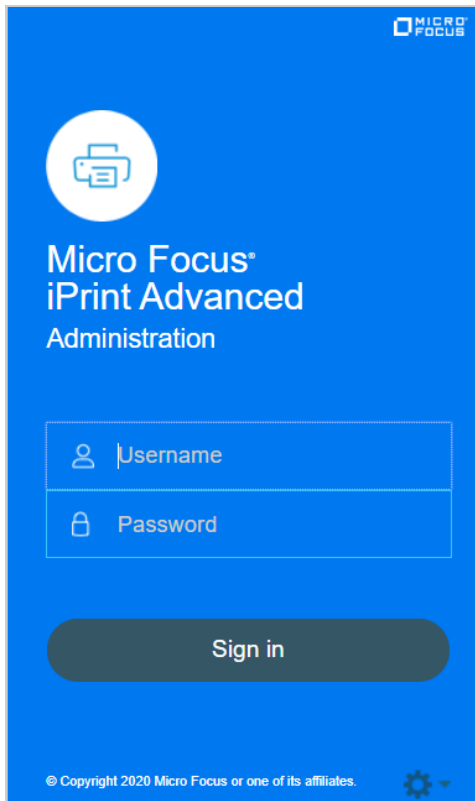 MICRO
FOCUS
Micro Focus®
iPrint Advanced
Administration
Username
Password
Sign in
© Copyright 2020 Micro Focus or one of its affiliates.